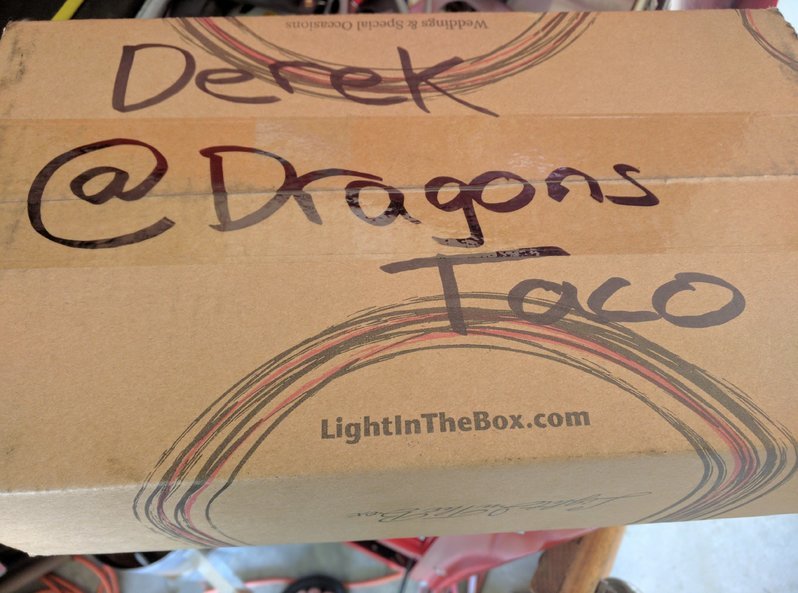 Weddings & Special Occasions
Derek
@Dragons
Taco
LightInTheBox.com